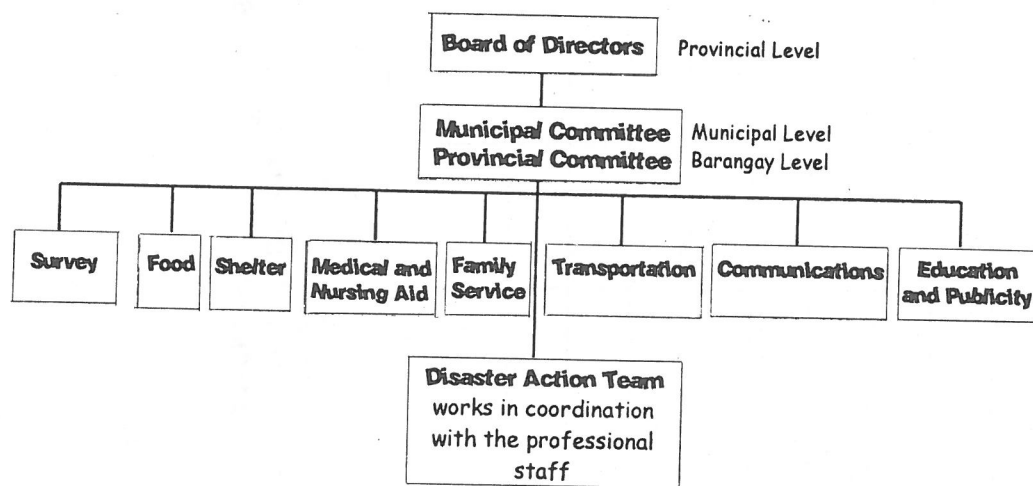 Board of Directors
Provincial Level
Municipal Committee
Provincial Committee
Municipal Level
Barangay Level
Survey
Food
Shelter
Medical and
Nursing Aid
Family
Service
Transportation
Communications
Education
and Publicity
Disaster Action Team
works in coordination
with the professional
staff